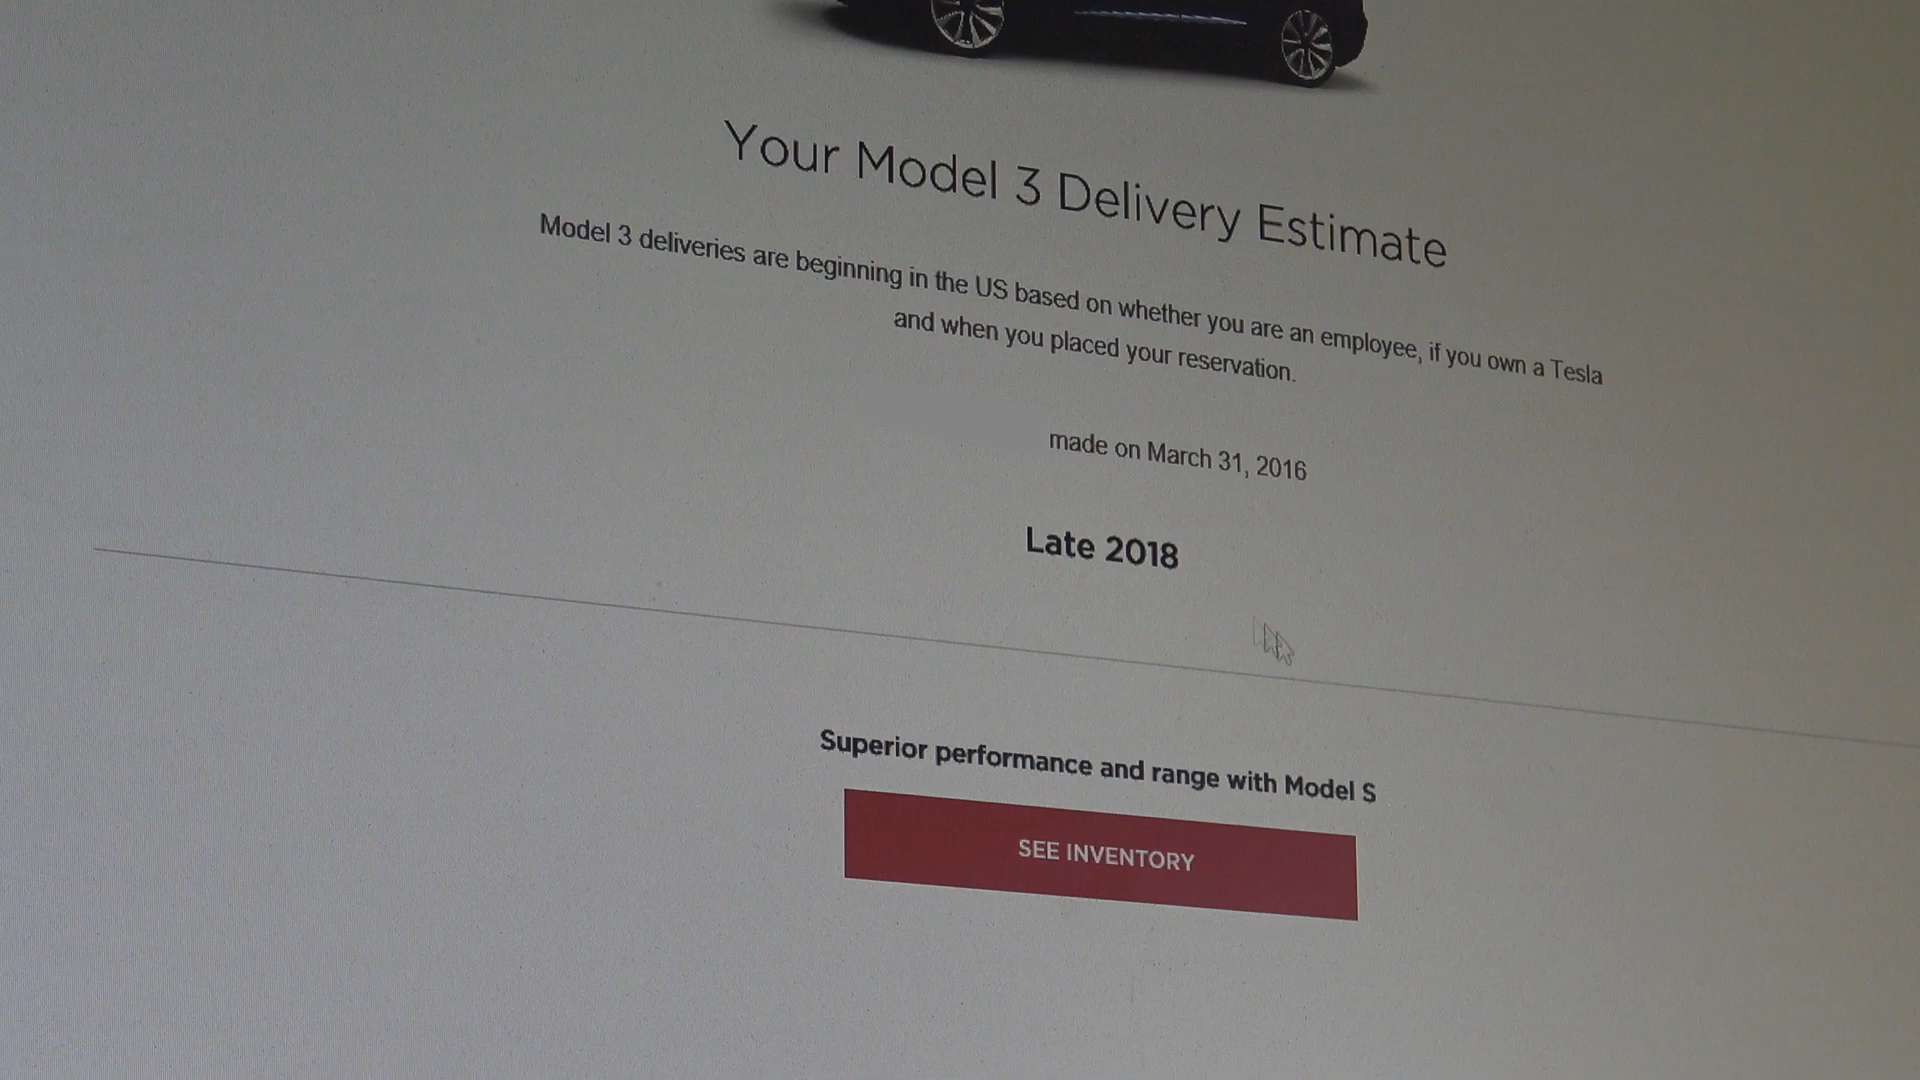 Your Model 3 Delivery Estimate
Model 3 deliveries are beginning in the US based on whether you are an employee, if you own a Tesla
and when you placed your reservation.
made on March 31, 2016
Late 2018
Superior performance and range with Model S
SEE INVENTORY